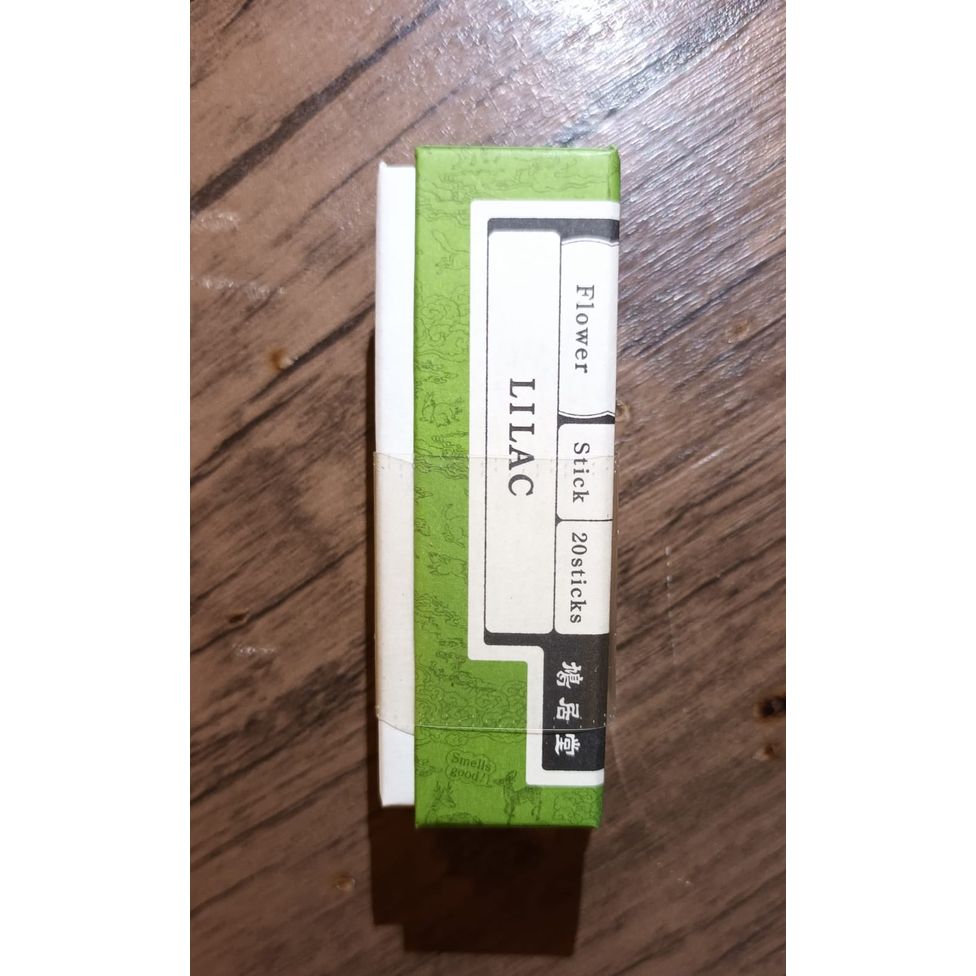 Flower Stick 20sticks
LILAC
鳩居堂
Smells
good!